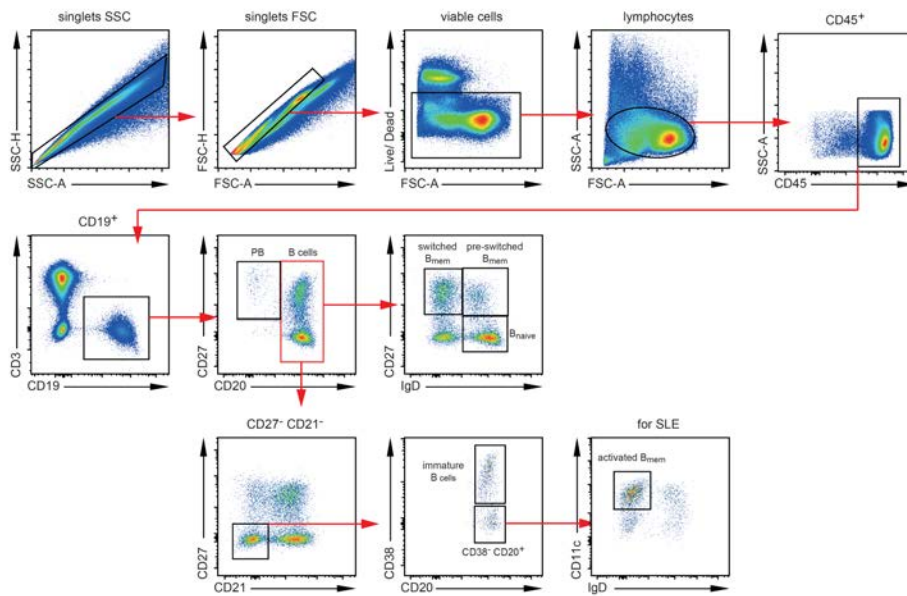 singlets SSC
singlets FSC
viable cells
lymphocytes
CD45⁺
SSC-H
SSC-A
FSC-H
FSC-A
Live/ Dead
FSC-A
SSC-A
FSC-A
SSC-A
CD45
CD19⁺
CD3
CD19
PB
B cells
CD27
CD20
switched
Bmem
pre-switched
Bmem
Bnaive
CD27
IgD
CD27⁻ CD21⁻
CD27
CD21
immature
B cells
CD38⁻ CD20⁺
CD38
CD20
for SLE
activated Bmem
CD11c
IgD